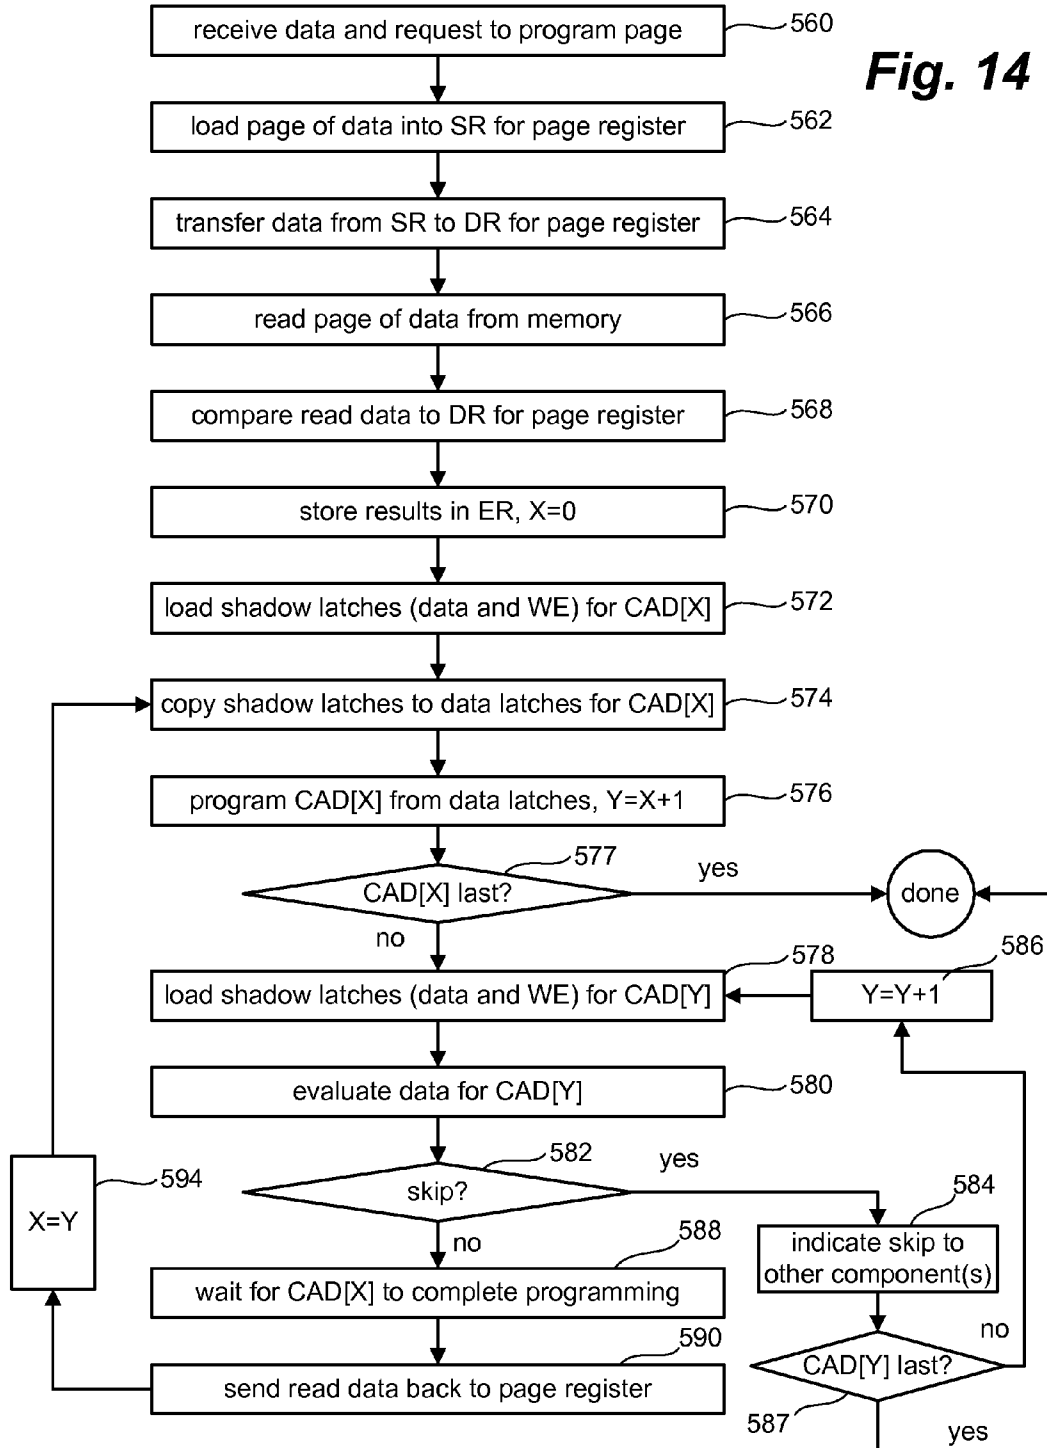 receive data and request to program page
560
Fig. 14
load page of data into SR for page register
562
transfer data from SR to DR for page register
564
read page of data from memory
566
compare read data to DR for page register
568
store results in ER, X=0
570
load shadow latches (data and WE) for CAD[X]
572
copy shadow latches to data latches for CAD[X]
574
program CAD[X] from data latches, Y=X+1
576
577
CAD[X] last?
yes
done
no
578
586
load shadow latches (data and WE) for CAD[Y]
Y=Y+1
evaluate data for CAD[Y]
580
582
yes
skip?
594
X=Y
584
indicate skip to
other component(s)
no
588
wait for CAD[X] to complete programming
no
590
CAD[Y] last?
send read data back to page register
587
yes